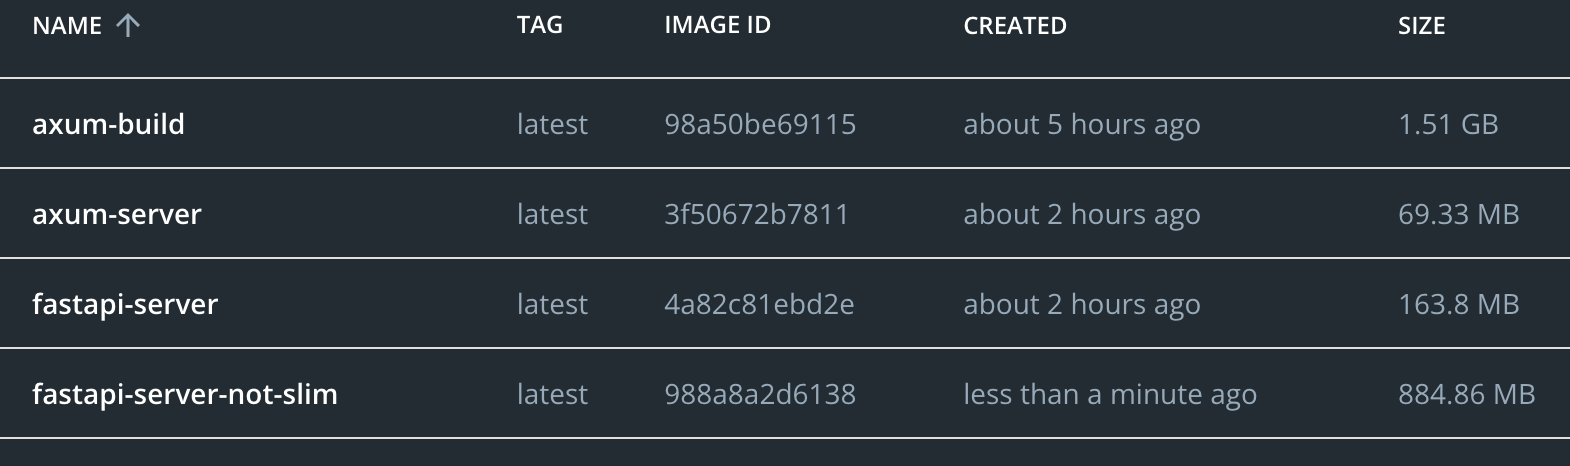 NAME ↑ TAG IMAGE ID CREATED SIZE
axum-build latest 98a50be69115 about 5 hours ago 1.51 GB
axum-server latest 3f50672b7811 about 2 hours ago 69.33 MB
fastapi-server latest 4a82c81ebd2e about 2 hours ago 163.8 MB
fastapi-server-not-slim latest 988a8a2d6138 less than a minute ago 884.86 MB